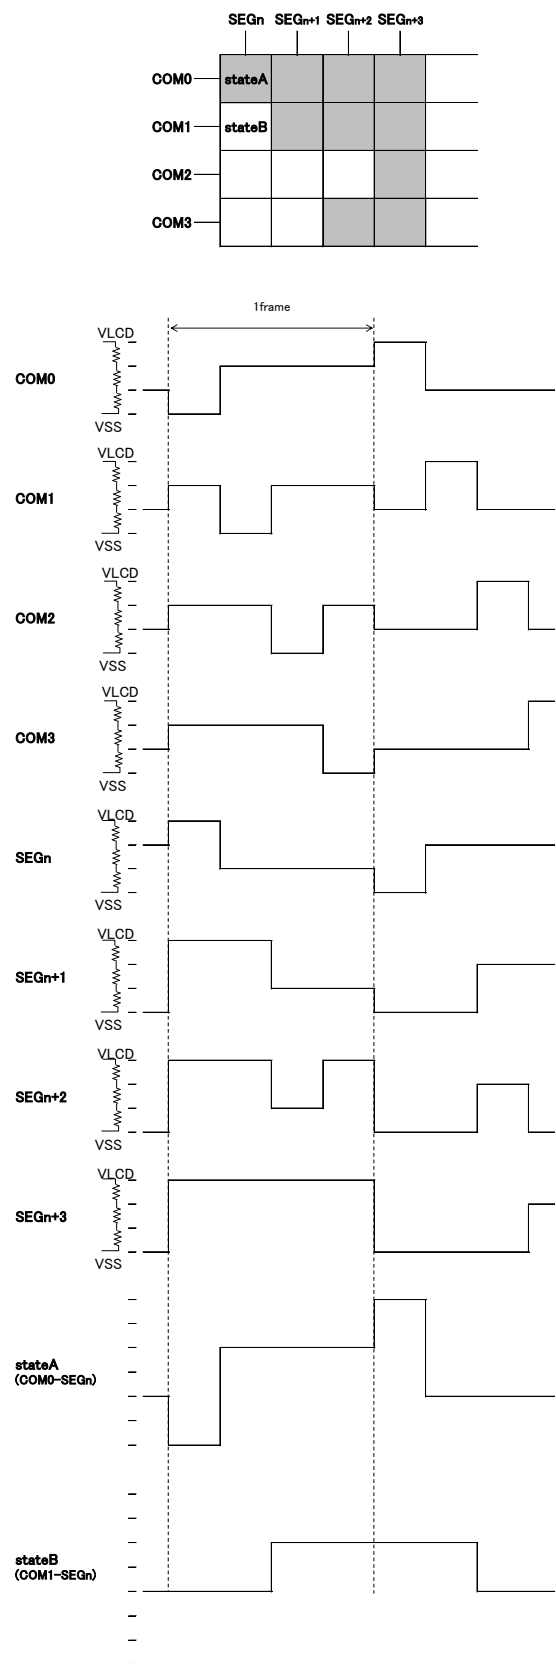 SEGn SEGn+1 SEGn+2 SEGn+3
COM0 stateA
COM1 stateB
COM2
COM3
1frame
VLCD
COM0
VSS
VLCD
COM1
VSS
VLCD
COM2
VSS
VLCD
COM3
VSS
VLCD
SEGn
VSS
VLCD
SEGn+1
VSS
VLCD
SEGn+2
VSS
VLCD
SEGn+3
VSS
stateA
(COM0-SEGn)
stateB
(COM1-SEGn)